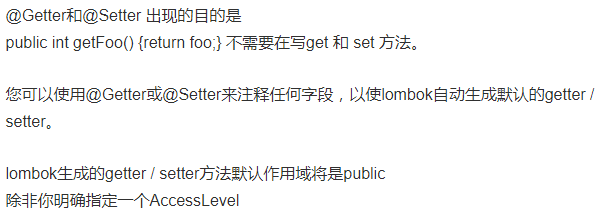 @Getter和@Setter 出现的目的是
public int getFoo() {return foo;} 不需要在写get 和 set 方法。
您可以使用@Getter或@Setter来注释任何字段，以使lombok自动生成默认的getter /
setter。
lombok生成的getter / setter方法默认作用域将是public
除非你明确指定一个AccessLevel